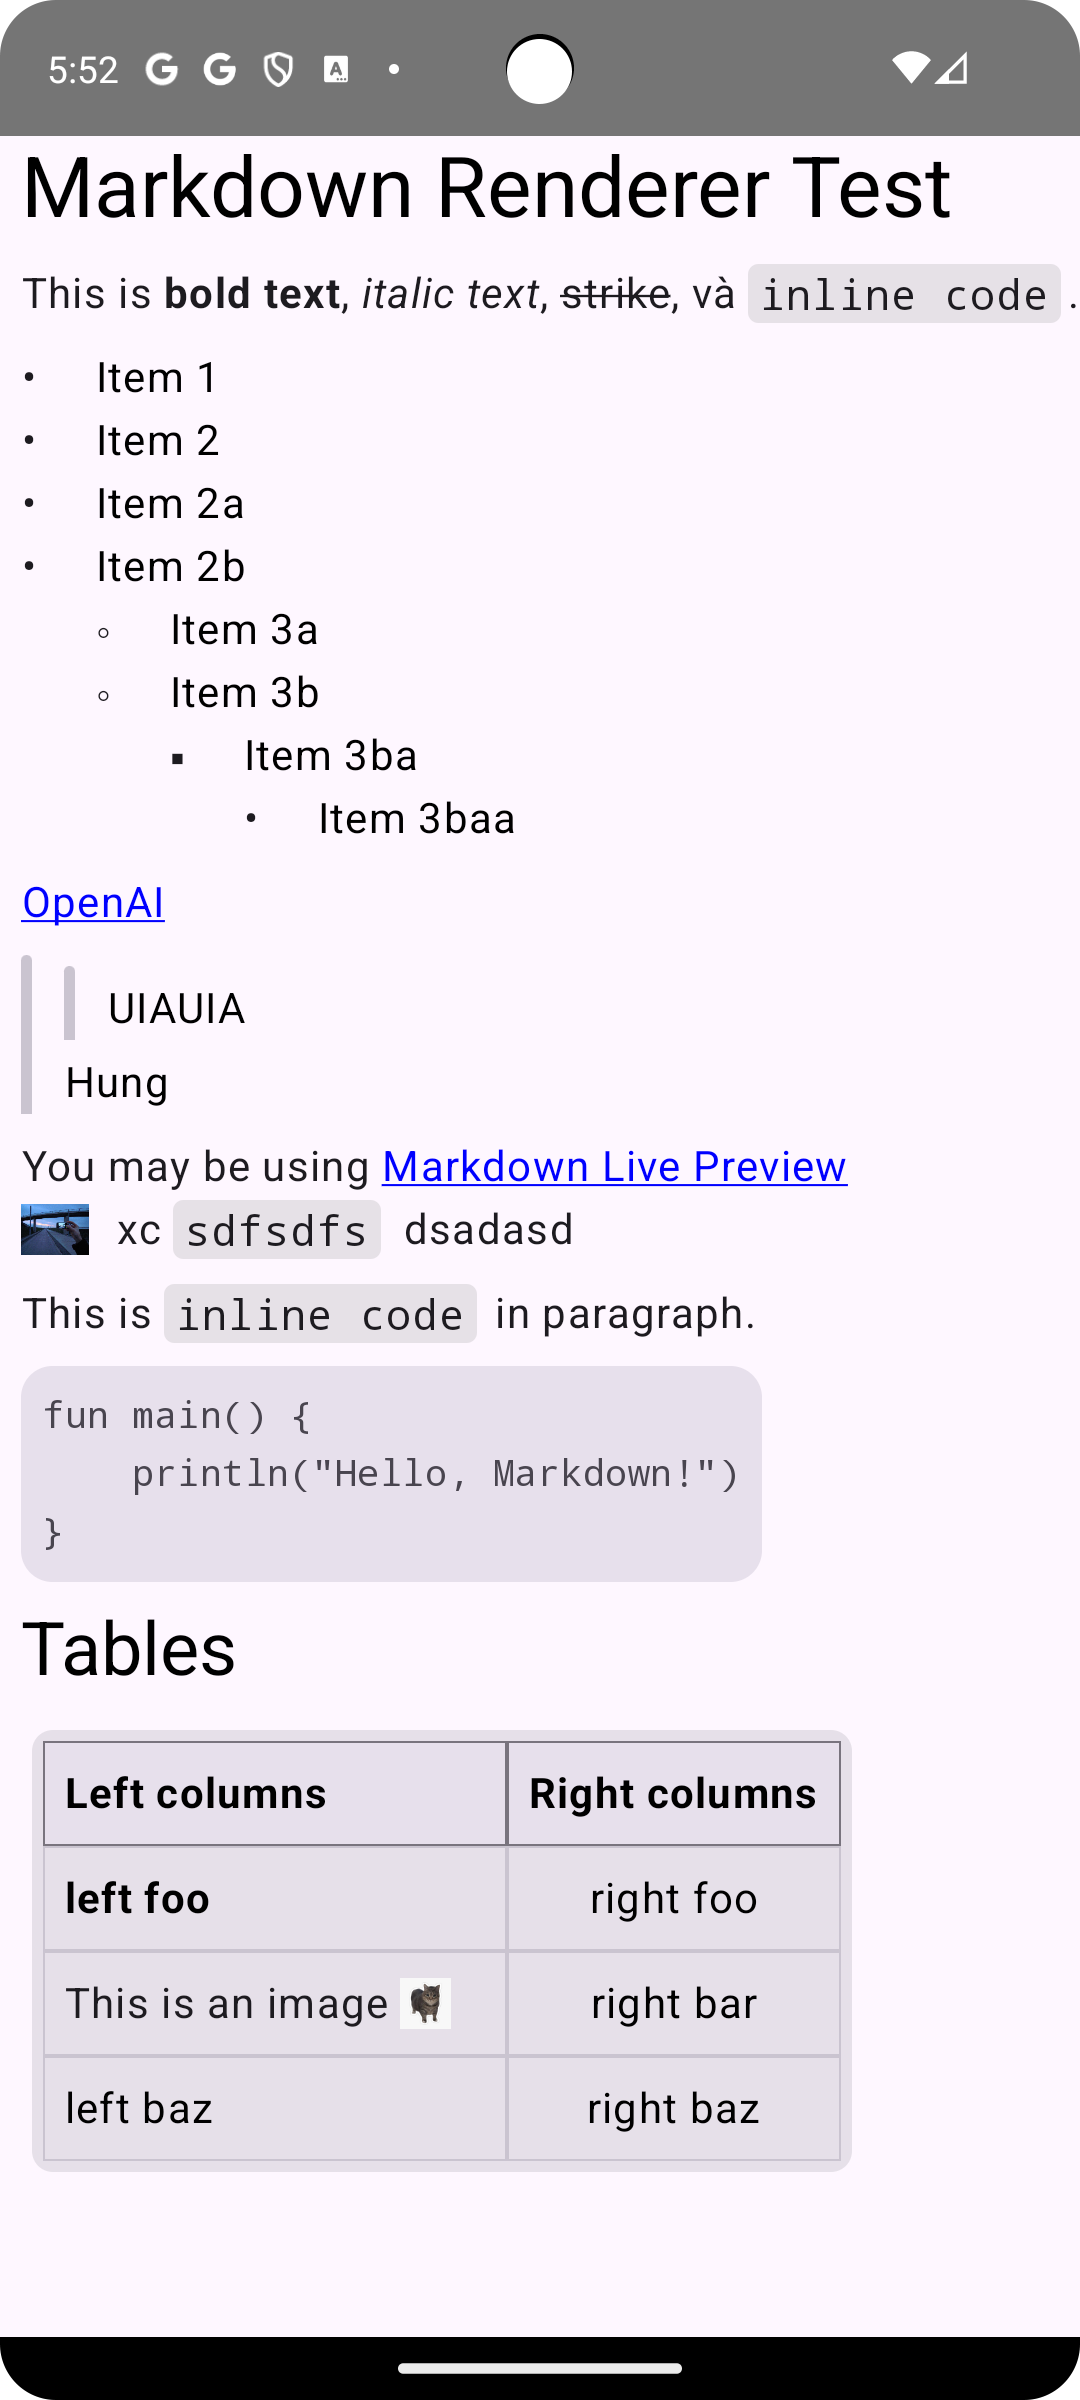 5:52
Markdown Renderer Test
This is bold text, italic text, strike, và inline code .
• Item 1
• Item 2
• Item 2a
• Item 2b
◦ Item 3a
◦ Item 3b
▪ Item 3ba
• Item 3baa
OpenAI
UIAUIA
Hung
You may be using Markdown Live Preview
xc sdfsdfs dsadasd
This is inline code in paragraph.
fun main() {
    println("Hello, Markdown!")
}
Tables
Left columns Right columns
left foo right foo
This is an image right bar
left baz right baz